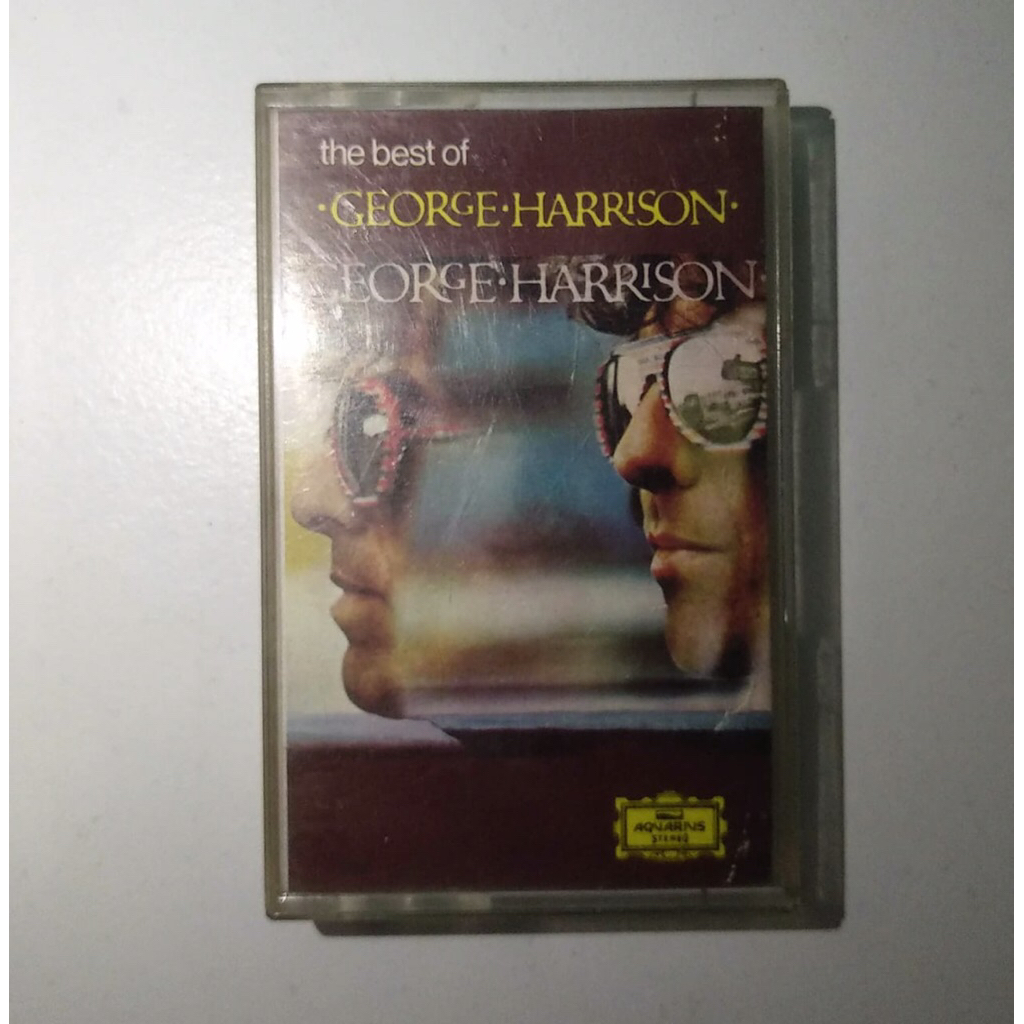 the best of
·GEORGE·HARRISON·
GEORGE·HARRISON·
AQUARIUS
STEREO